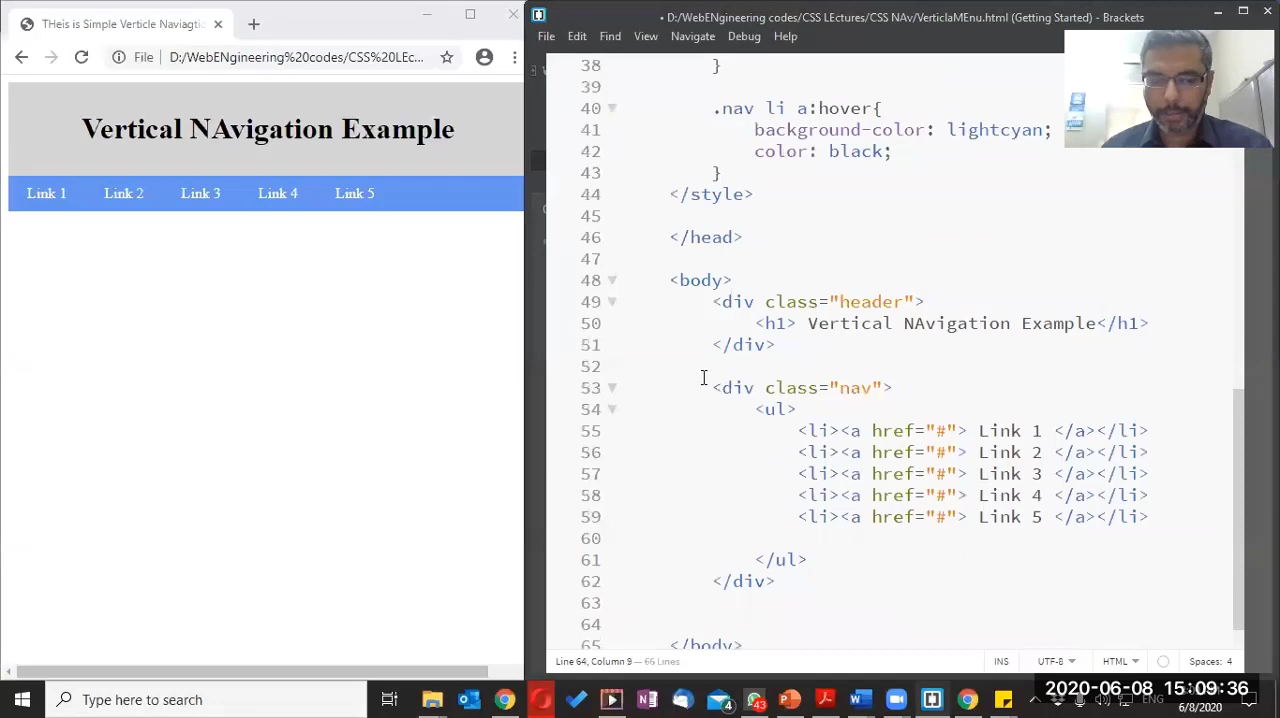 THeis is Simple Verticle Naviagtio
File
D:/WebENgineering%20codes/CSS%20LEc...
Vertical NAvigation Example
Link 1
Link 2
Link 3
Link 4
Link 5
• D:/WebENgineering codes/CSS LEctures/CSS NAv/VerticlaMEnu.html (Getting Started) - Brackets
File Edit Find View Navigate Debug Help
38 }
39
40 .nav li a:hover{
41 background-color: lightcyan;
42 color: black;
43 }
44 </style>
45
46 </head>
47
48 <body>
49 <div class="header">
50 <h1> Vertical NAvigation Example</h1>
51 </div>
52
53 <div class="nav">
54 <ul>
55 <li><a href="#"> Link 1 </a></li>
56 <li><a href="#"> Link 2 </a></li>
57 <li><a href="#"> Link 3 </a></li>
58 <li><a href="#"> Link 4 </a></li>
59 <li><a href="#"> Link 5 </a></li>
60
61 </ul>
62 </div>
63
64
65 </body>
Line 64, Column 9 — 66 Lines
INS UTF-8 HTML Spaces: 4
Type here to search
4
43
ENG
2020-06-08 15:09:36
6/8/2020